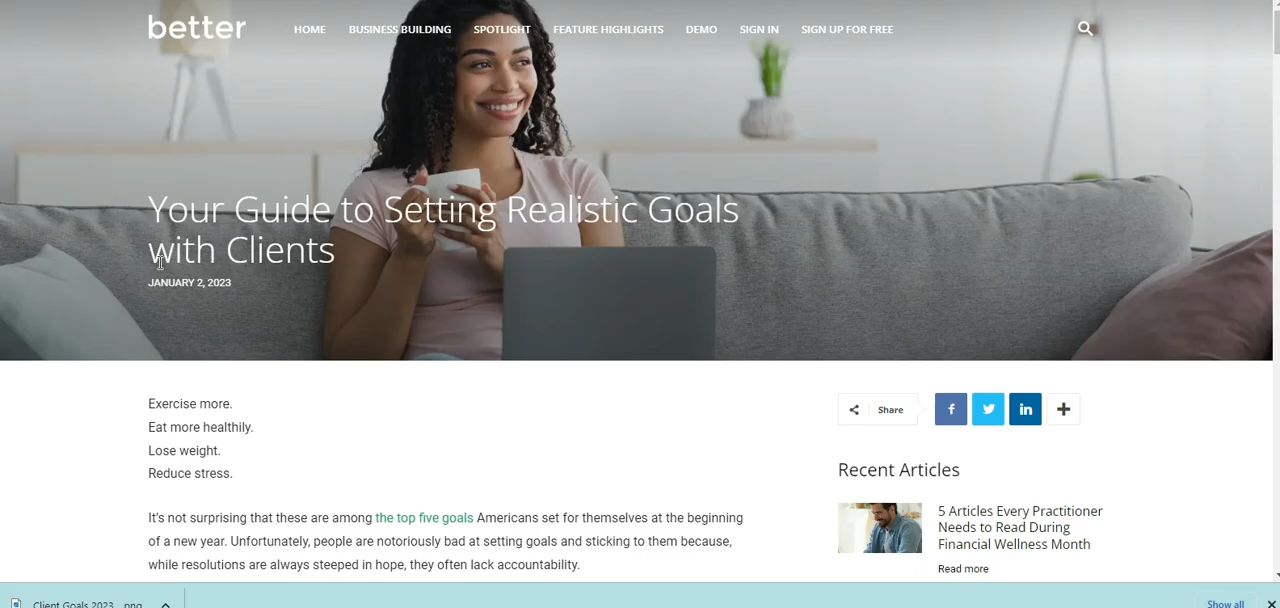 better
HOME BUSINESS BUILDING SPOTLIGHT FEATURE HIGHLIGHTS DEMO SIGN IN SIGN UP FOR FREE
Your Guide to Setting Realistic Goals
with Clients
JANUARY 2, 2023
Exercise more.
Eat more healthily.
Lose weight.
Reduce stress.
It's not surprising that these are among the top five goals Americans set for themselves at the beginning
of a new year. Unfortunately, people are notoriously bad at setting goals and sticking to them because,
while resolutions are always steeped in hope, they often lack accountability.
Share
Recent Articles
5 Articles Every Practitioner
Needs to Read During
Financial Wellness Month
Read more
Client Goals 2023_.png
Show all